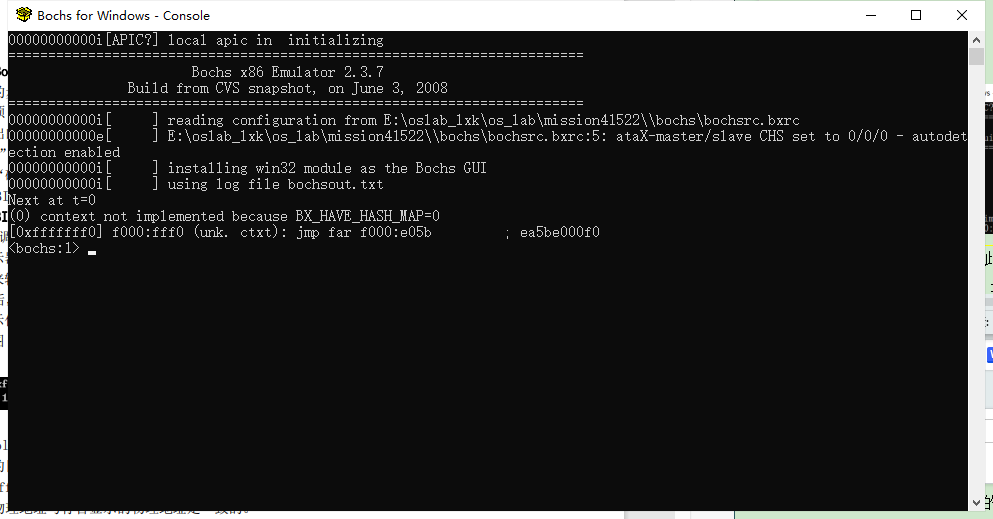 Bochs for Windows - Console
00000000000i[APIC?] local apic in  initializing
========================================================================
Bochs x86 Emulator 2.3.7
Build from CVS snapshot, on June 3, 2008
========================================================================
00000000000i[     ] reading configuration from E:\oslab_lxk\os_lab\mission41522\\bochs\bochsrc.bxrc
00000000000e[     ] E:\oslab_lxk\os_lab\mission41522\\bochs\bochsrc.bxrc:5: ataX-master/slave CHS set to 0/0/0 - autodet
ection enabled
00000000000i[     ] installing win32 module as the Bochs GUI
00000000000i[     ] using log file bochsout.txt
Next at t=0
(0) context not implemented because BX_HAVE_HASH_MAP=0
[0xfffffff0] f000:fff0 (unk. ctxt): jmp far f000:e05b         ; ea5be000f0
<bochs:1>